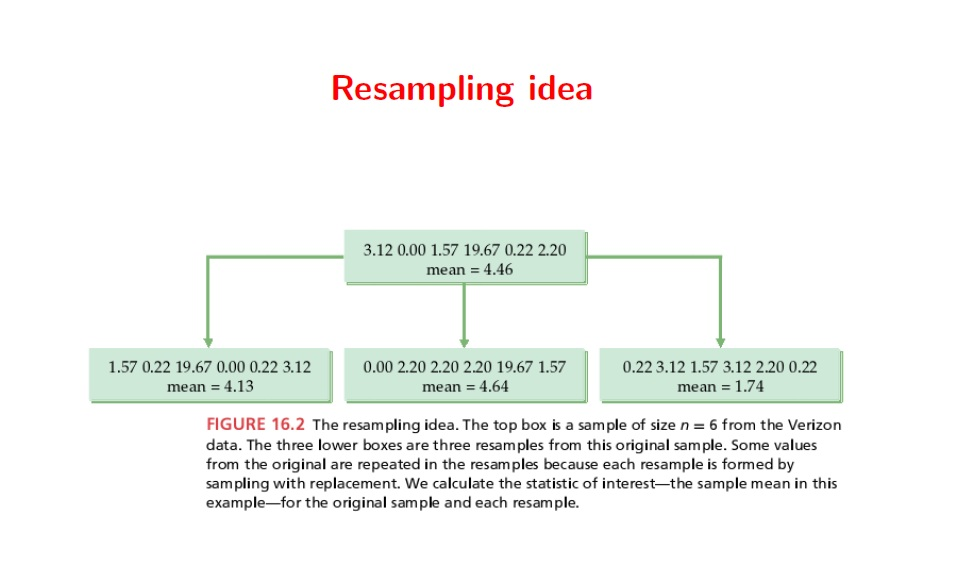 Resampling idea
3.12 0.00 1.57 19.67 0.22 2.20
mean = 4.46
1.57 0.22 19.67 0.00 0.22 3.12
mean = 4.13
0.00 2.20 2.20 2.20 19.67 1.57
mean = 4.64
0.22 3.12 1.57 3.12 2.20 0.22
mean = 1.74
FIGURE 16.2 The resampling idea. The top box is a sample of size n = 6 from the Verizon
data. The three lower boxes are three resamples from this original sample. Some values
from the original are repeated in the resamples because each resample is formed by
sampling with replacement. We calculate the statistic of interest—the sample mean in this
example—for the original sample and each resample.